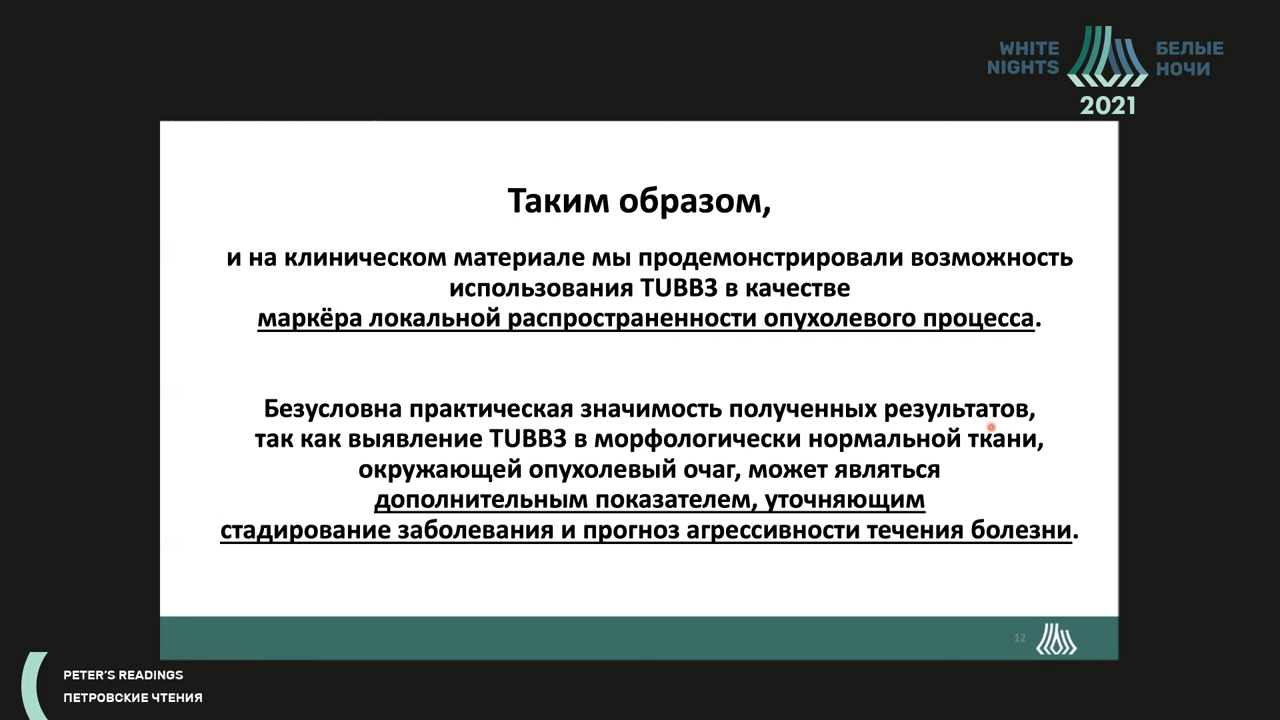 WHITE
NIGHTS
БЕЛЫЕ
НОЧИ
2021
Таким образом,
и на клиническом материале мы продемонстрировали возможность
использования TUBB3 в качестве
маркёра локальной распространенности опухолевого процесса.
Безусловна практическая значимость полученных результатов,
так как выявление TUBB3 в морфологически нормальной ткани,
окружающей опухолевый очаг, может являться
дополнительным показателем, уточняющим
стадирование заболевания и прогноз агрессивности течения болезни.
12
PETER'S READINGS
ПЕТРОВСКИЕ ЧТЕНИЯ